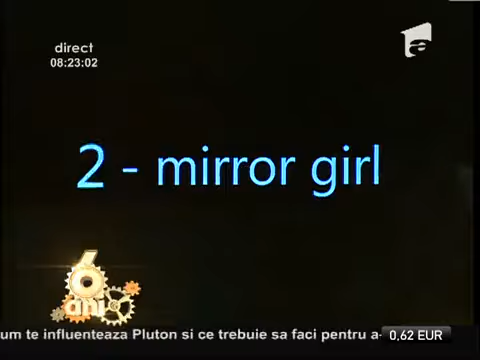 direct
08:23:02
a
2 - mirror girl
6
ani
um te influenteaza Pluton si ce trebuie sa faci pentru a-
0,62 EUR